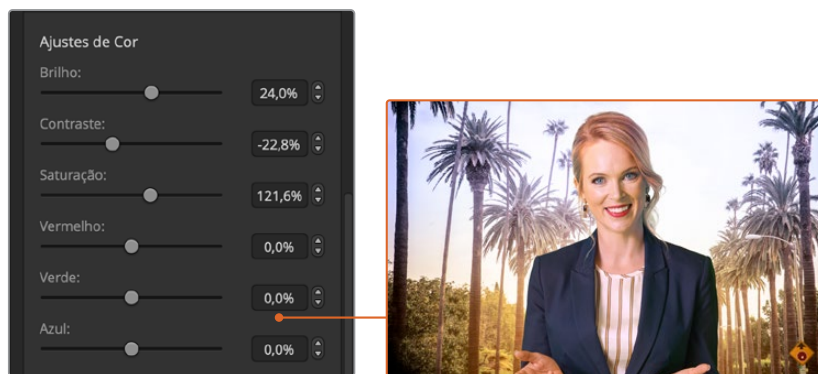 Ajustes de Cor
Brilho:
24,0%
Contraste:
-22,8%
Saturação:
121,6%
Vermelho:
0,0%
Verde:
0,0%
Azul:
0,0%